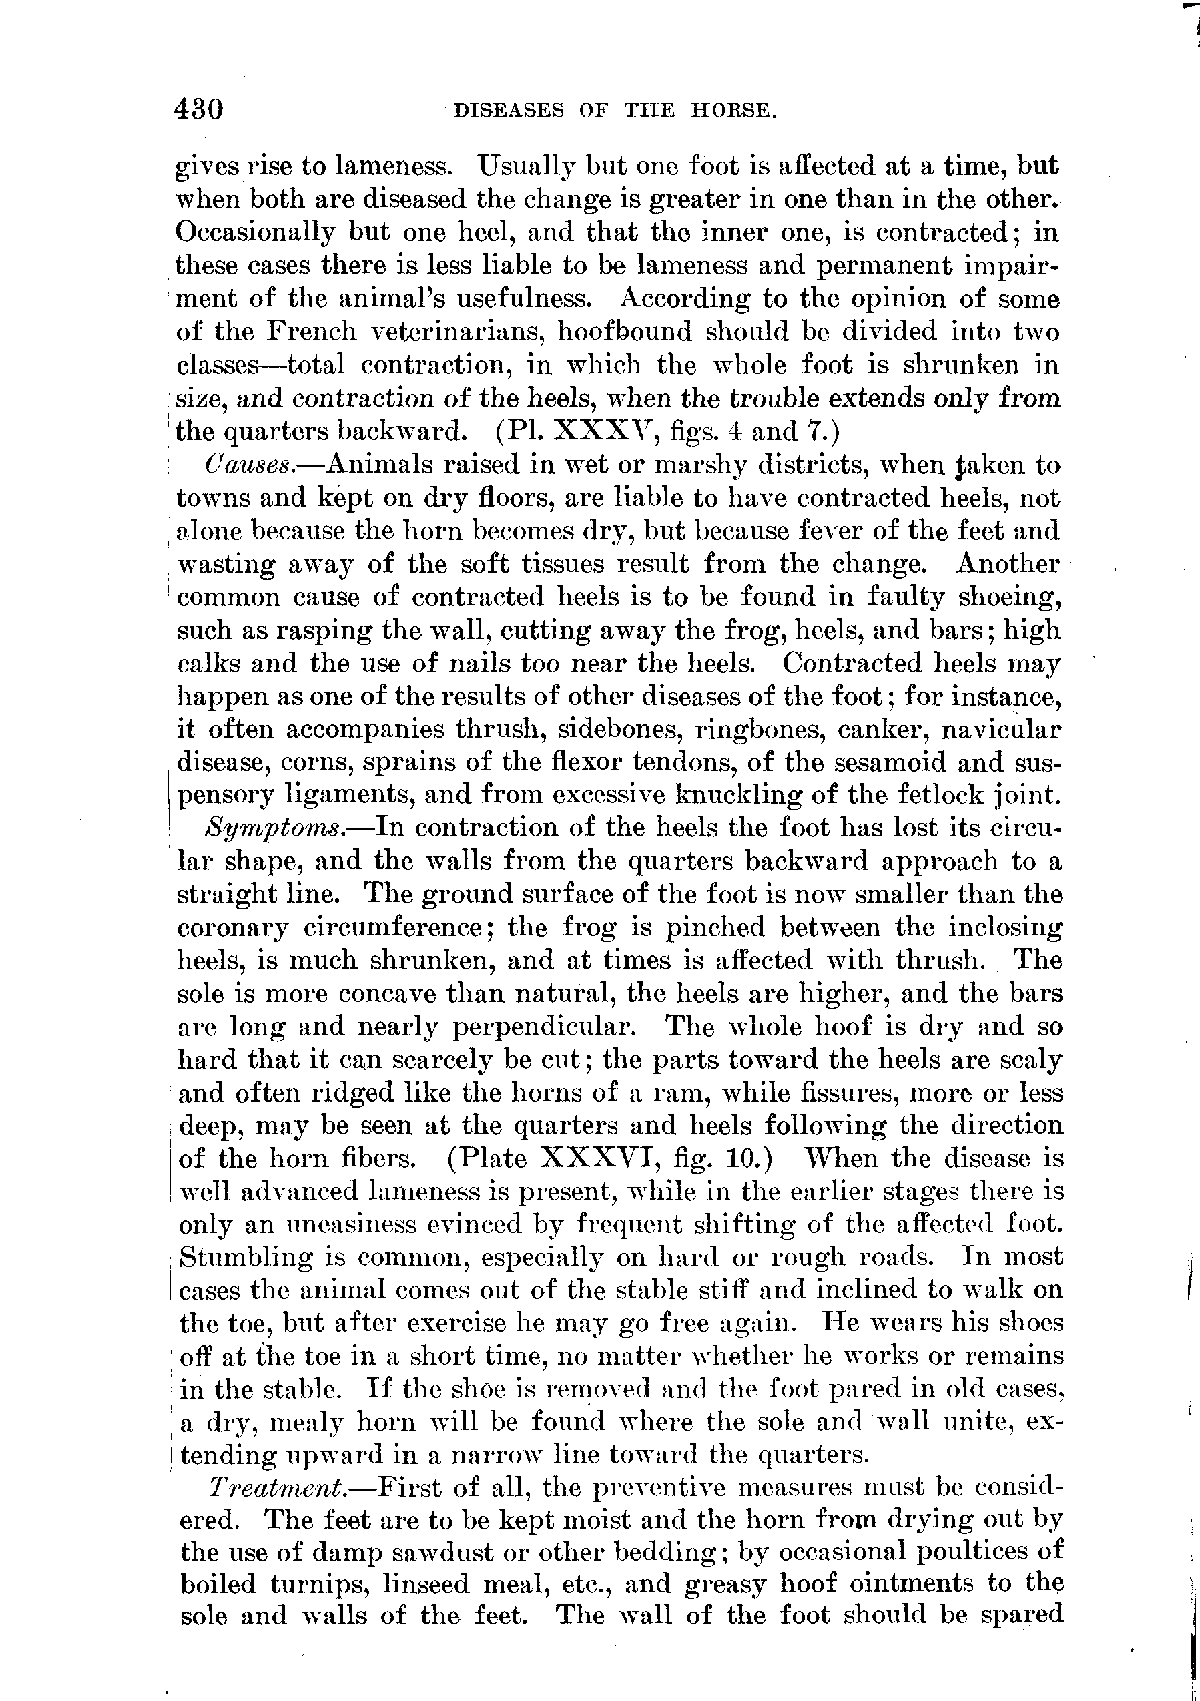 430 DISEASES OF THE HORSE.
gives rise to lameness. Usually but one foot is affected at a time, but
when both are diseased the change is greater in one than in the other.
Occasionally but one heel, and that the inner one, is contracted; in
these cases there is less liable to be lameness and permanent impair-
ment of the animal's usefulness. According to the opinion of some
of the French veterinarians, hoofbound should be divided into two
classes—total contraction, in which the whole foot is shrunken in
size, and contraction of the heels, when the trouble extends only from
the quarters backward. (Pl. XXXV, figs. 4 and 7.)
Causes.—Animals raised in wet or marshy districts, when taken to
towns and kept on dry floors, are liable to have contracted heels, not
alone because the horn becomes dry, but because fever of the feet and
wasting away of the soft tissues result from the change. Another
common cause of contracted heels is to be found in faulty shoeing,
such as rasping the wall, cutting away the frog, heels, and bars; high
calks and the use of nails too near the heels. Contracted heels may
happen as one of the results of other diseases of the foot; for instance,
it often accompanies thrush, sidebones, ringbones, canker, navicular
disease, corns, sprains of the flexor tendons, of the sesamoid and sus-
pensory ligaments, and from excessive knuckling of the fetlock joint.
Symptoms.—In contraction of the heels the foot has lost its circu-
lar shape, and the walls from the quarters backward approach to a
straight line. The ground surface of the foot is now smaller than the
coronary circumference; the frog is pinched between the inclosing
heels, is much shrunken, and at times is affected with thrush. The
sole is more concave than natural, the heels are higher, and the bars
are long and nearly perpendicular. The whole hoof is dry and so
hard that it can scarcely be cut; the parts toward the heels are scaly
and often ridged like the horns of a ram, while fissures, more or less
deep, may be seen at the quarters and heels following the direction
of the horn fibers. (Plate XXXVI, fig. 10.) When the disease is
well advanced lameness is present, while in the earlier stages there is
only an uneasiness evinced by frequent shifting of the affected foot.
Stumbling is common, especially on hard or rough roads. In most
cases the animal comes out of the stable stiff and inclined to walk on
the toe, but after exercise he may go free again. He wears his shoes
off at the toe in a short time, no matter whether he works or remains
in the stable. If the shoe is removed and the foot pared in old cases,
a dry, mealy horn will be found where the sole and wall unite, ex-
tending upward in a narrow line toward the quarters.
Treatment.—First of all, the preventive measures must be consid-
ered. The feet are to be kept moist and the horn from drying out by
the use of damp sawdust or other bedding; by occasional poultices of
boiled turnips, linseed meal, etc., and greasy hoof ointments to the
sole and walls of the feet. The wall of the foot should be spared